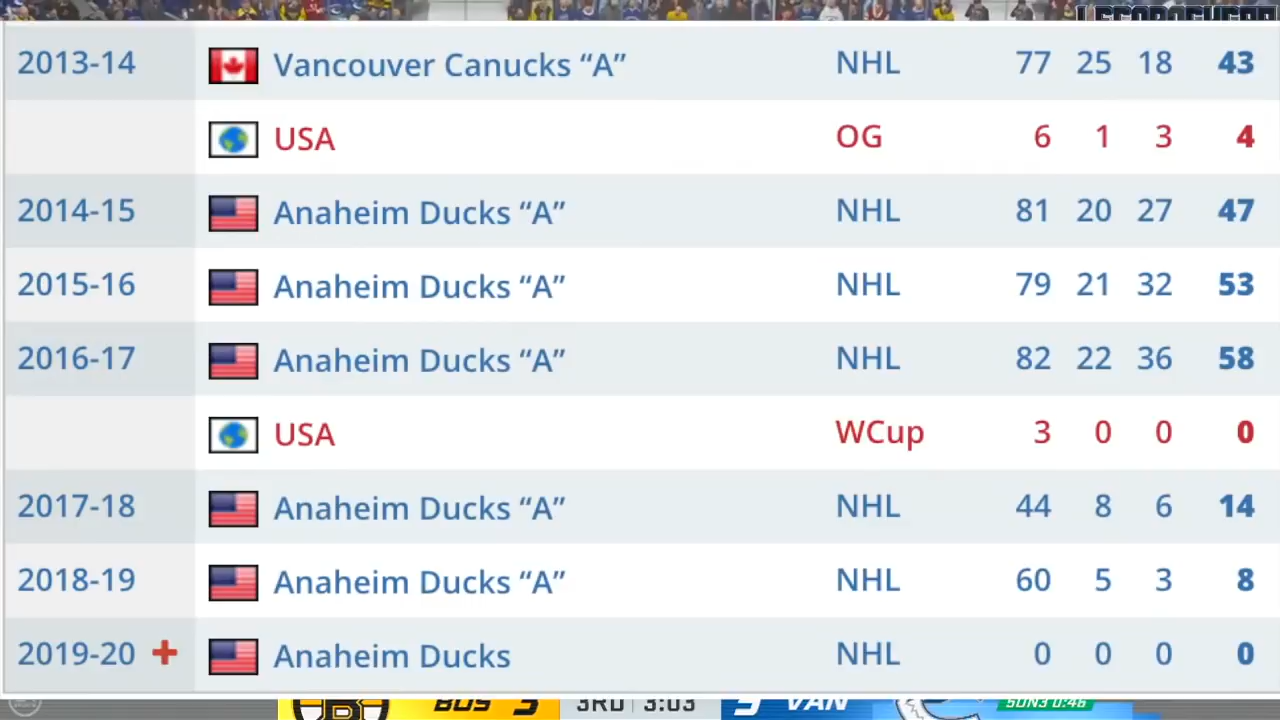 2013-14 Vancouver Canucks “A” NHL 77 25 18 43
USA OG 6 1 3 4
2014-15 Anaheim Ducks “A” NHL 81 20 27 47
2015-16 Anaheim Ducks “A” NHL 79 21 32 53
2016-17 Anaheim Ducks “A” NHL 82 22 36 58
USA WCup 3 0 0 0
2017-18 Anaheim Ducks “A” NHL 44 8 6 14
2018-19 Anaheim Ducks “A” NHL 60 5 3 8
2019-20 + Anaheim Ducks NHL 0 0 0 0
B BOS 3RD 3:03 VAN